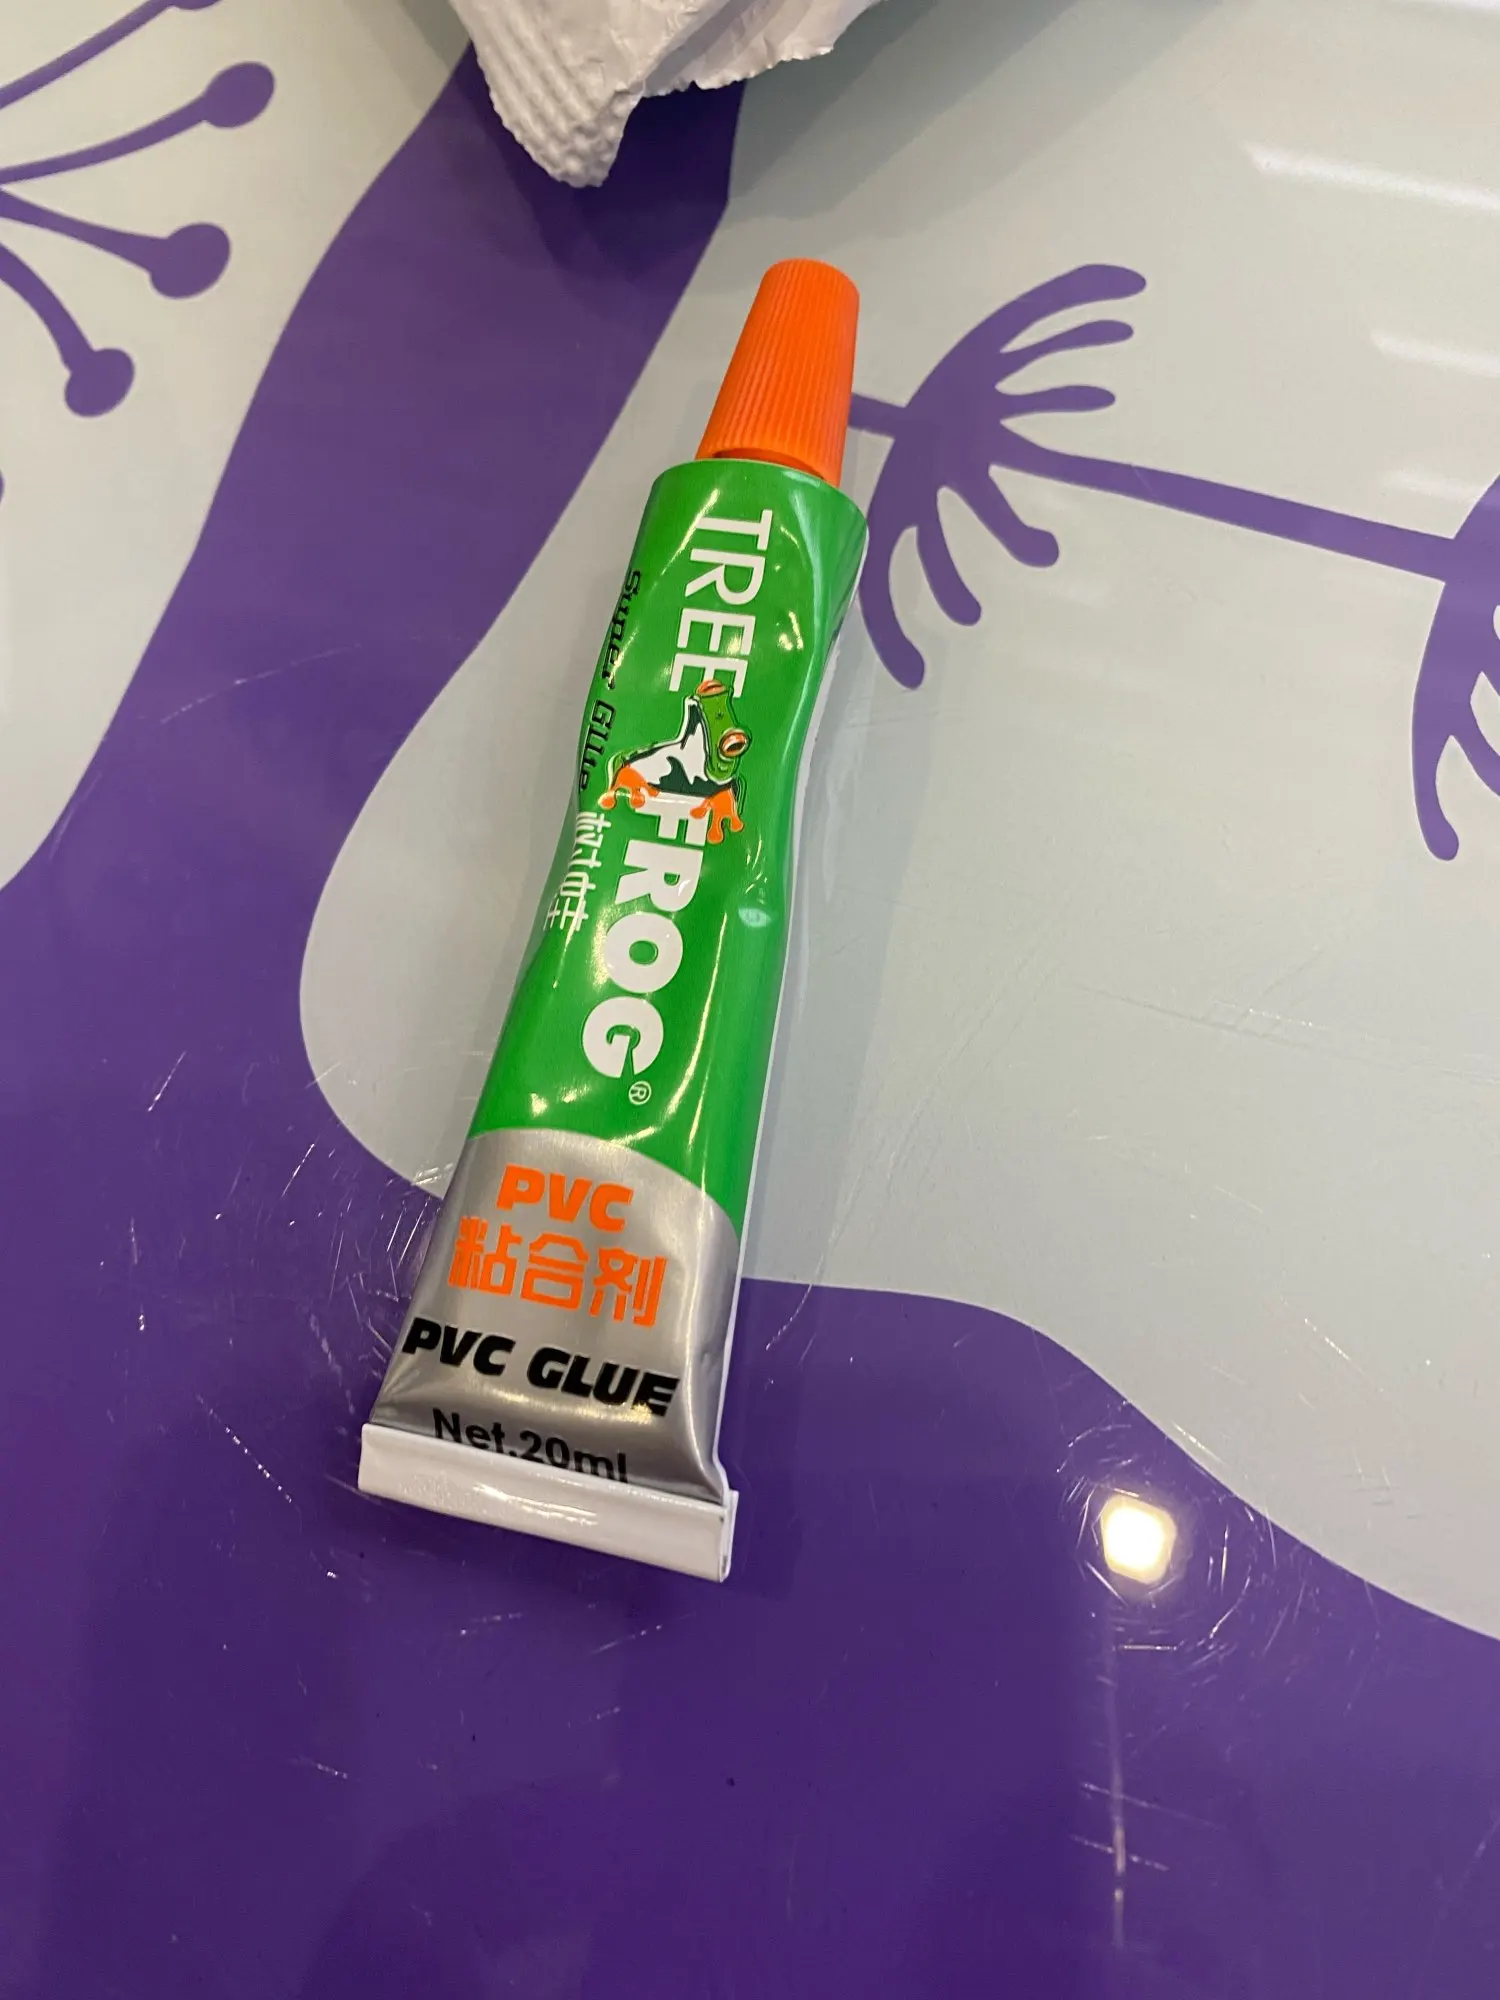 TREE FROG®
Super Glue 树蛙
PVC
粘合剂
PVC GLUE
Net.20ml